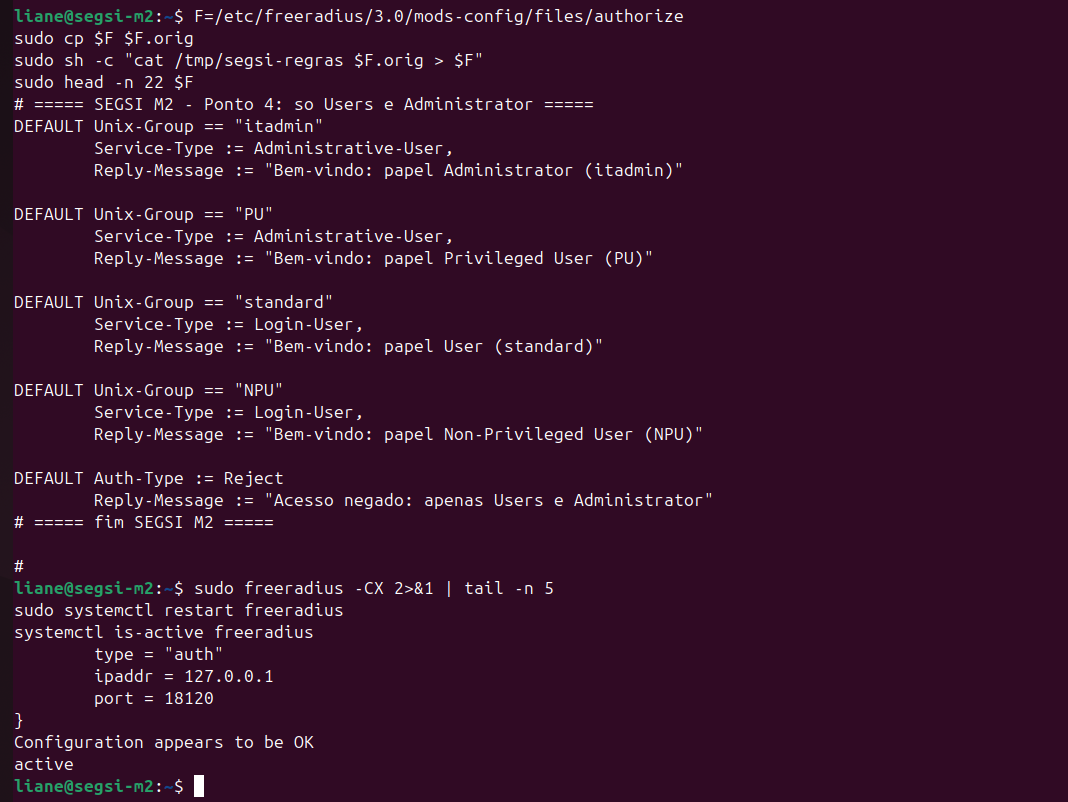 liane@segsi-m2:~$ F=/etc/freeradius/3.0/mods-config/files/authorize
sudo cp $F $F.orig
sudo sh -c "cat /tmp/segsi-regras $F.orig > $F"
sudo head -n 22 $F
# ===== SEGSI M2 - Ponto 4: so Users e Administrator =====
DEFAULT Unix-Group == "itadmin"
        Service-Type := Administrative-User,
        Reply-Message := "Bem-vindo: papel Administrator (itadmin)"

DEFAULT Unix-Group == "PU"
        Service-Type := Administrative-User,
        Reply-Message := "Bem-vindo: papel Privileged User (PU)"

DEFAULT Unix-Group == "standard"
        Service-Type := Login-User,
        Reply-Message := "Bem-vindo: papel User (standard)"

DEFAULT Unix-Group == "NPU"
        Service-Type := Login-User,
        Reply-Message := "Bem-vindo: papel Non-Privileged User (NPU)"

DEFAULT Auth-Type := Reject
        Reply-Message := "Acesso negado: apenas Users e Administrator"
# ===== fim SEGSI M2 =====

#
liane@segsi-m2:~$ sudo freeradius -CX 2>&1 | tail -n 5
sudo systemctl restart freeradius
systemctl is-active freeradius
        type = "auth"
        ipaddr = 127.0.0.1
        port = 18120
}
Configuration appears to be OK
active
liane@segsi-m2:~$